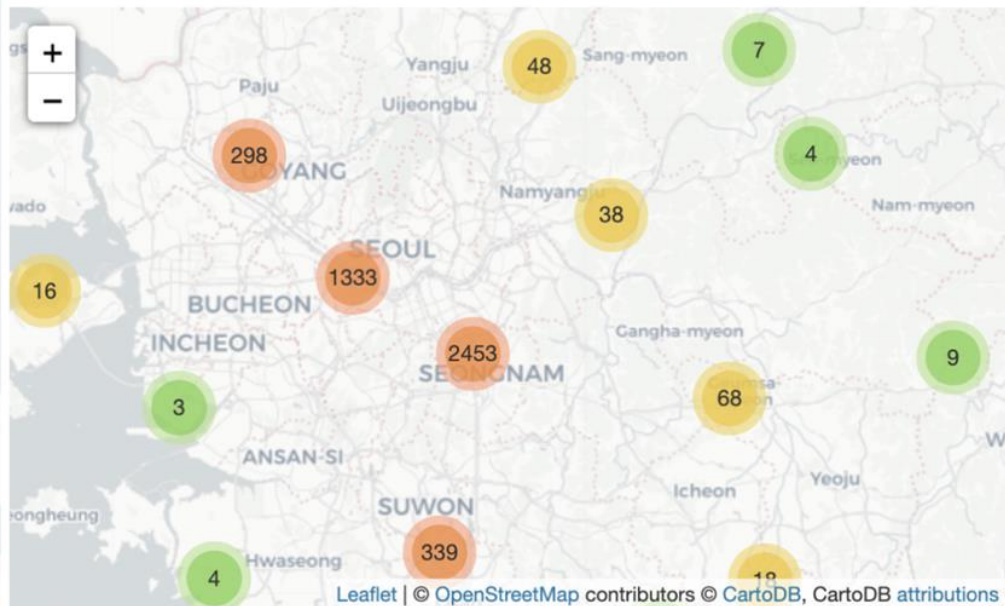 +
−
48
Sang-myeon
7
Yangju
Paju
Uijeongbu
298
GOYANG
4
Namyangju
Nam-myeon
38
SEOUL
1333
16
BUCHEON
INCHEON
Gangha-myeon
2453
9
SEONGNAM
68
3
ANSAN-SI
Yeoju
Icheon
SUWON
ongheung
339
Hwaseong
4
18
Leaflet | © OpenStreetMap contributors © CartoDB, CartoDB attributions